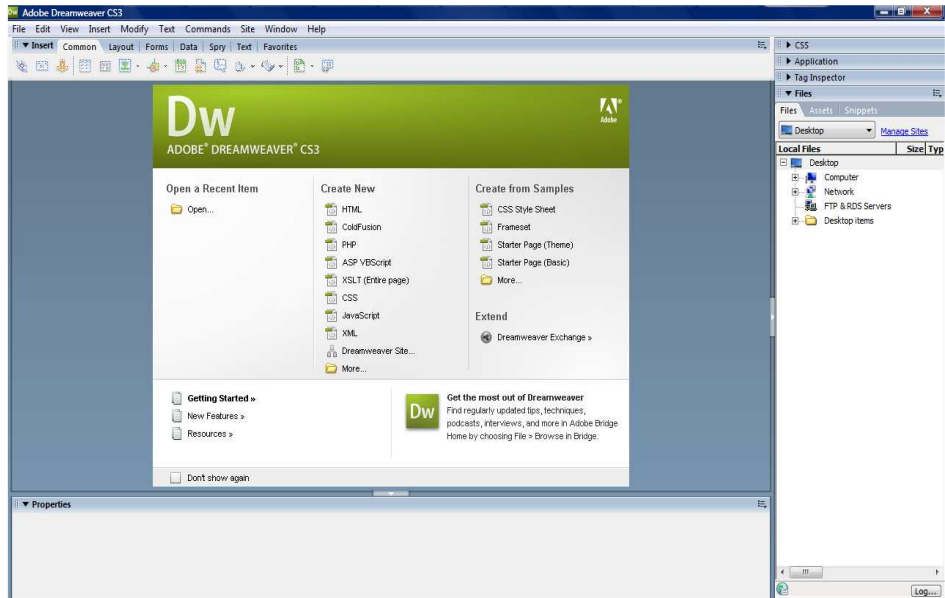 Dw Adobe Dreamweaver CS3
File Edit View Insert Modify Text Commands Site Window Help
Insert Common Layout Forms Data Spry Text Favorites
Dw
ADOBE® DREAMWEAVER® CS3
Adobe
Open a Recent Item
Open...
Create New
HTML
ColdFusion
PHP
ASP VBScript
XSLT (Entire page)
CSS
JavaScript
XML
Dreamweaver Site...
More...
Create from Samples
CSS Style Sheet
Frameset
Starter Page (Theme)
Starter Page (Basic)
More...
Extend
Dreamweaver Exchange »
Getting Started »
New Features »
Resources »
Dw
Get the most out of Dreamweaver
Find regularly updated tips, techniques,
podcasts, interviews, and more in Adobe Bridge
Home by choosing File > Browse in Bridge.
Don't show again
Properties
CSS
Application
Tag Inspector
Files
Files Assets Snippets
Desktop Manage Sites
Local Files Size Typ
Desktop
Computer
Network
FTP & RDS Servers
Desktop items
Log...